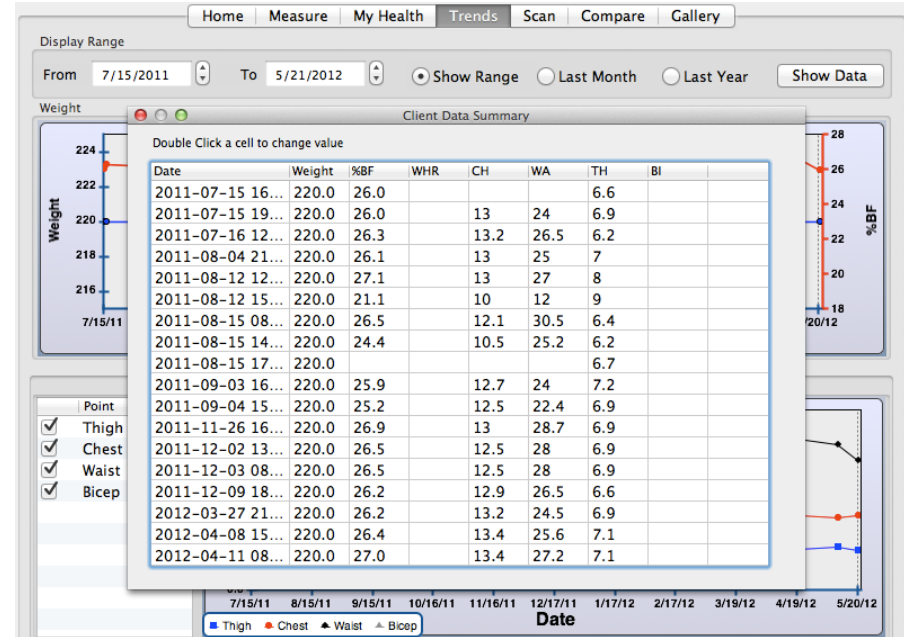 Home Measure My Health Trends Scan Compare Gallery
Display Range
From 7/15/2011 To 5/21/2012 Show Range Last Month Last Year Show Data
Weight
Client Data Summary
Double Click a cell to change value
Date Weight %BF WHR CH WA TH BI
2011-07-15 16... 220.0 26.0 6.6
2011-07-15 19... 220.0 26.0 13 24 6.9
2011-07-16 12... 220.0 26.3 13.2 26.5 6.2
2011-08-04 21... 220.0 26.1 13 25 7
2011-08-12 12... 220.0 27.1 13 27 8
2011-08-12 15... 220.0 21.1 10 12 9
2011-08-15 08... 220.0 26.5 12.1 30.5 6.4
2011-08-15 14... 220.0 24.4 10.5 25.2 6.2
2011-08-15 17... 220.0 6.7
2011-09-03 16... 220.0 25.9 12.7 24 7.2
2011-09-04 15... 220.0 25.2 12.5 22.4 6.9
2011-11-26 16... 220.0 26.9 13 28.7 6.9
2011-12-02 13... 220.0 26.5 12.5 28 6.9
2011-12-03 08... 220.0 26.5 12.5 28 6.9
2011-12-09 18... 220.0 26.2 12.9 26.5 6.6
2012-03-27 21... 220.0 26.2 13.2 24.5 6.9
2012-04-08 15... 220.0 26.4 13.4 25.6 7.1
2012-04-11 08... 220.0 27.0 13.4 27.2 7.1
Weight
224
222
220
218
216
7/15/11
28
26
24
22
20
18
%BF
/20/12
Point
Thigh
Chest
Waist
Bicep
7/15/11 8/15/11 9/15/11 10/16/11 11/16/11 12/17/11 1/17/12 2/17/12 3/19/12 4/19/12 5/20/12
Date
Thigh Chest Waist Bicep